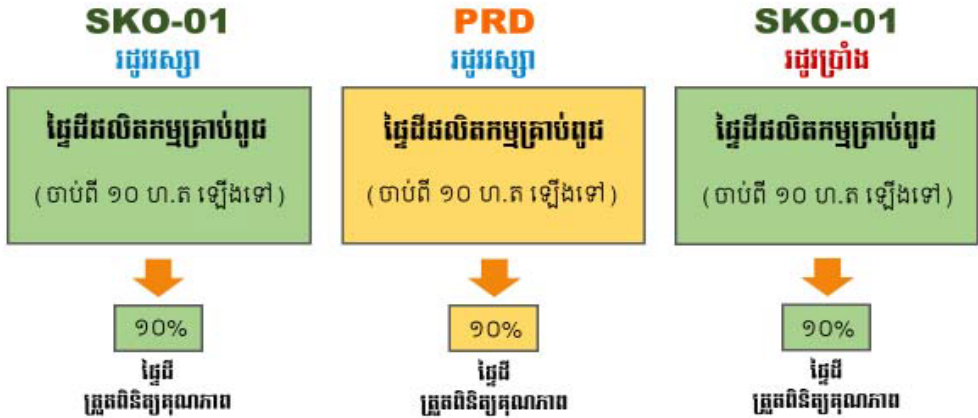 SKO-01
រដូវវស្សា
ផ្ទៃដីផលិតកម្មគ្រាប់ពូជ
(ចាប់ពី ១០ ហ.ត ឡើងទៅ)
១០%
ផ្ទៃដី
ត្រួតពិនិត្យគុណភាព
PRD
រដូវវស្សា
ផ្ទៃដីផលិតកម្មគ្រាប់ពូជ
(ចាប់ពី ១០ ហ.ត ឡើងទៅ)
១០%
ផ្ទៃដី
ត្រួតពិនិត្យគុណភាព
SKO-01
រដូវប្រាំង
ផ្ទៃដីផលិតកម្មគ្រាប់ពូជ
(ចាប់ពី ១០ ហ.ត ឡើងទៅ)
១០%
ផ្ទៃដី
ត្រួតពិនិត្យគុណភាព